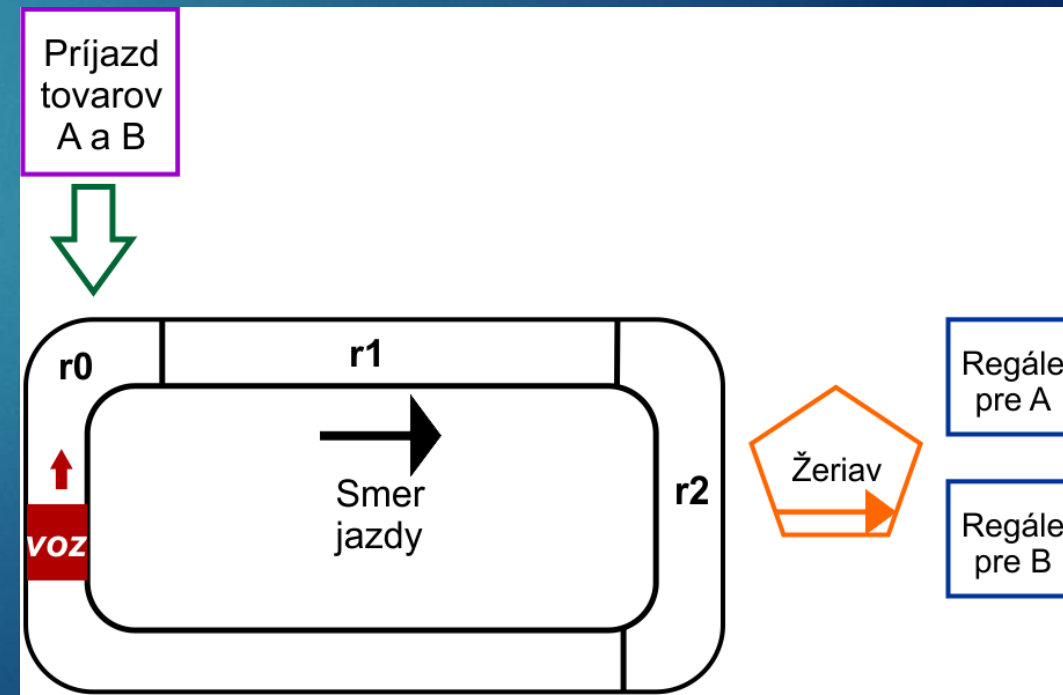 Príjazd
tovarov
A a B
r0
r1
Smer
jazdy
voz
r2
Žeriav
Regále
pre A
Regále
pre B